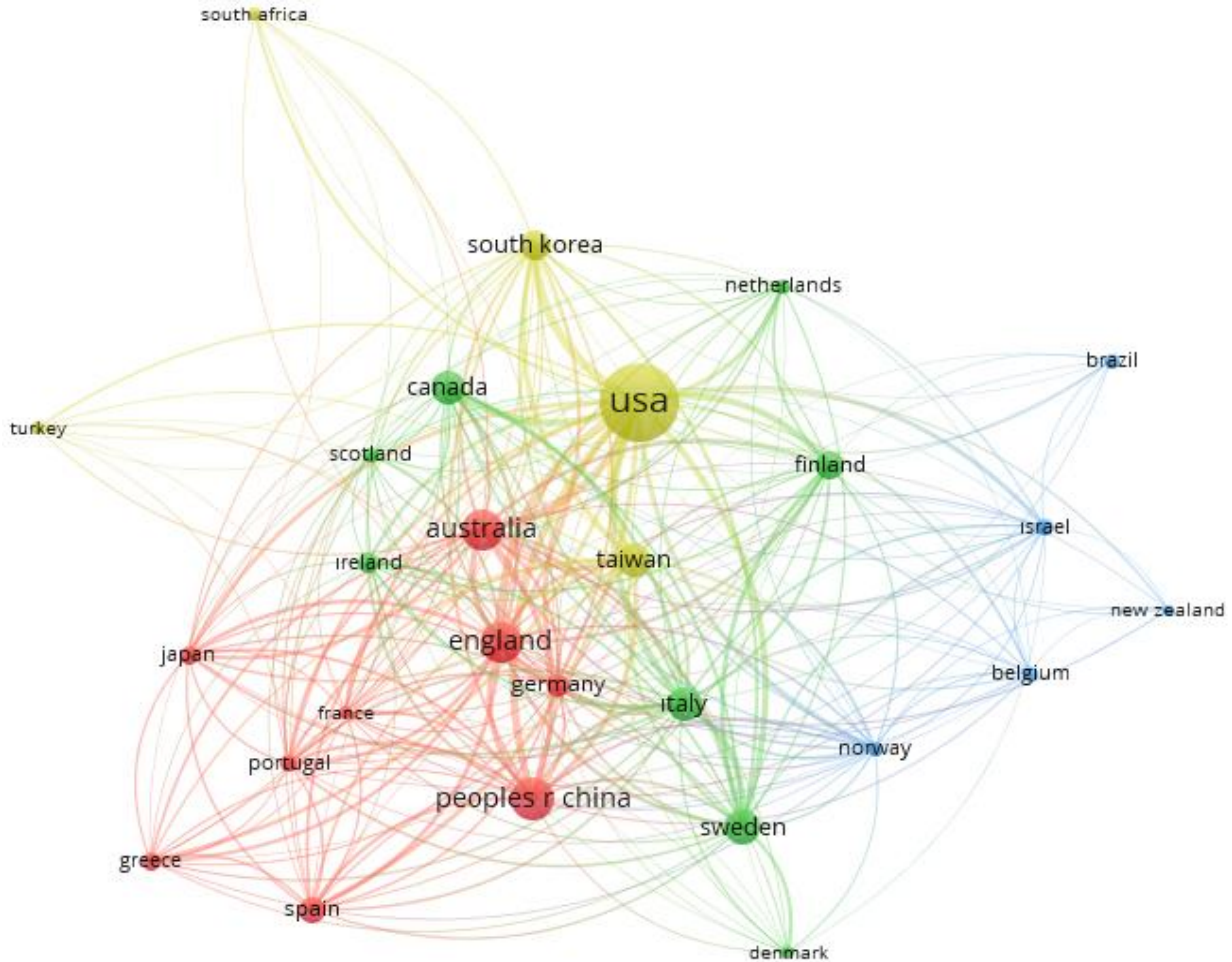 south africa
south korea
netherlands
brazil
canada
usa
turkey
scotland
finland
australia
israel
ireland
taiwan
new zealand
england
japan
belgium
germany
italy
france
norway
portugal
peoples r china
sweden
greece
spain
denmark